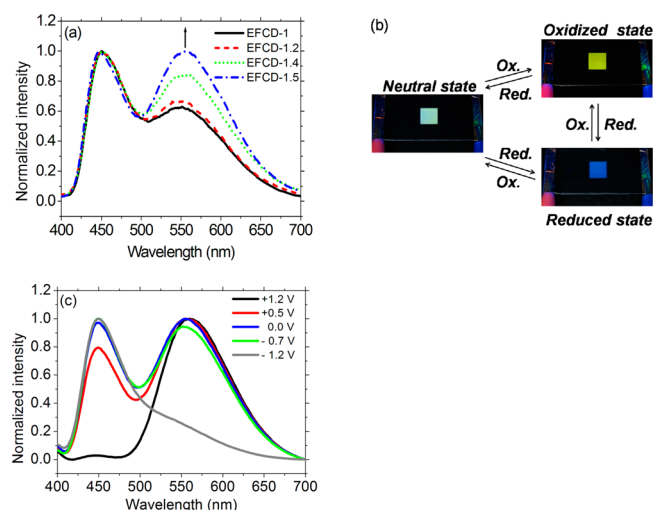 (a)
EFCD-1
EFCD-1.2
EFCD-1.4
EFCD-1.5
Normalized intensity
1.2
1.0
0.8
0.6
0.4
0.2
0.0
400 450 500 550 600 650 700
Wavelength (nm)
(b)
Oxidized state
Neutral state
Ox.
Red.
Ox. Red.
Red.
Ox.
Reduced state
(c)
+1.2 V
+0.5 V
0.0 V
- 0.7 V
- 1.2 V
Normalized intensity
1.2
1.0
0.8
0.6
0.4
0.2
0.0
400 450 500 550 600 650 700
Wavelength (nm)